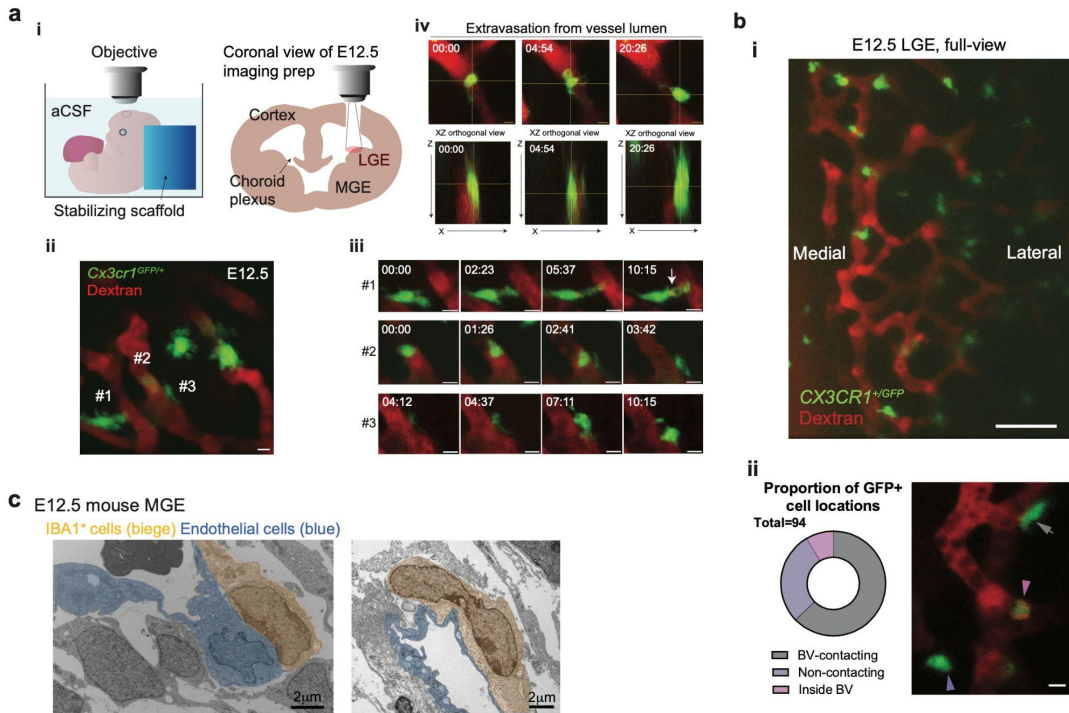 a
i
Objective
aCSF
Stabilizing scaffold
Coronal view of E12.5
imaging prep
Cortex
LGE
Choroid
plexus
MGE
iv
Extravasation from vessel lumen
00:00
04:54
20:26
XZ orthogonal view
XZ orthogonal view
XZ orthogonal view
Z
00:00
Z
04:54
Z
20:26
X
X
X
ii
Cx3cr1GFP/+
E12.5
Dextran
#1
#2
#3
iii
#1
00:00
02:23
05:37
10:15
#2
00:00
01:26
02:41
03:42
#3
04:12
04:37
07:11
10:15
b
i
E12.5 LGE, full-view
Medial
Lateral
CX3CR1+/GFP
Dextran
ii
Proportion of GFP+
cell locations
Total=94
BV-contacting
Non-contacting
Inside BV
c
E12.5 mouse MGE
IBA1+ cells (biege) Endothelial cells (blue)
2μm
2μm